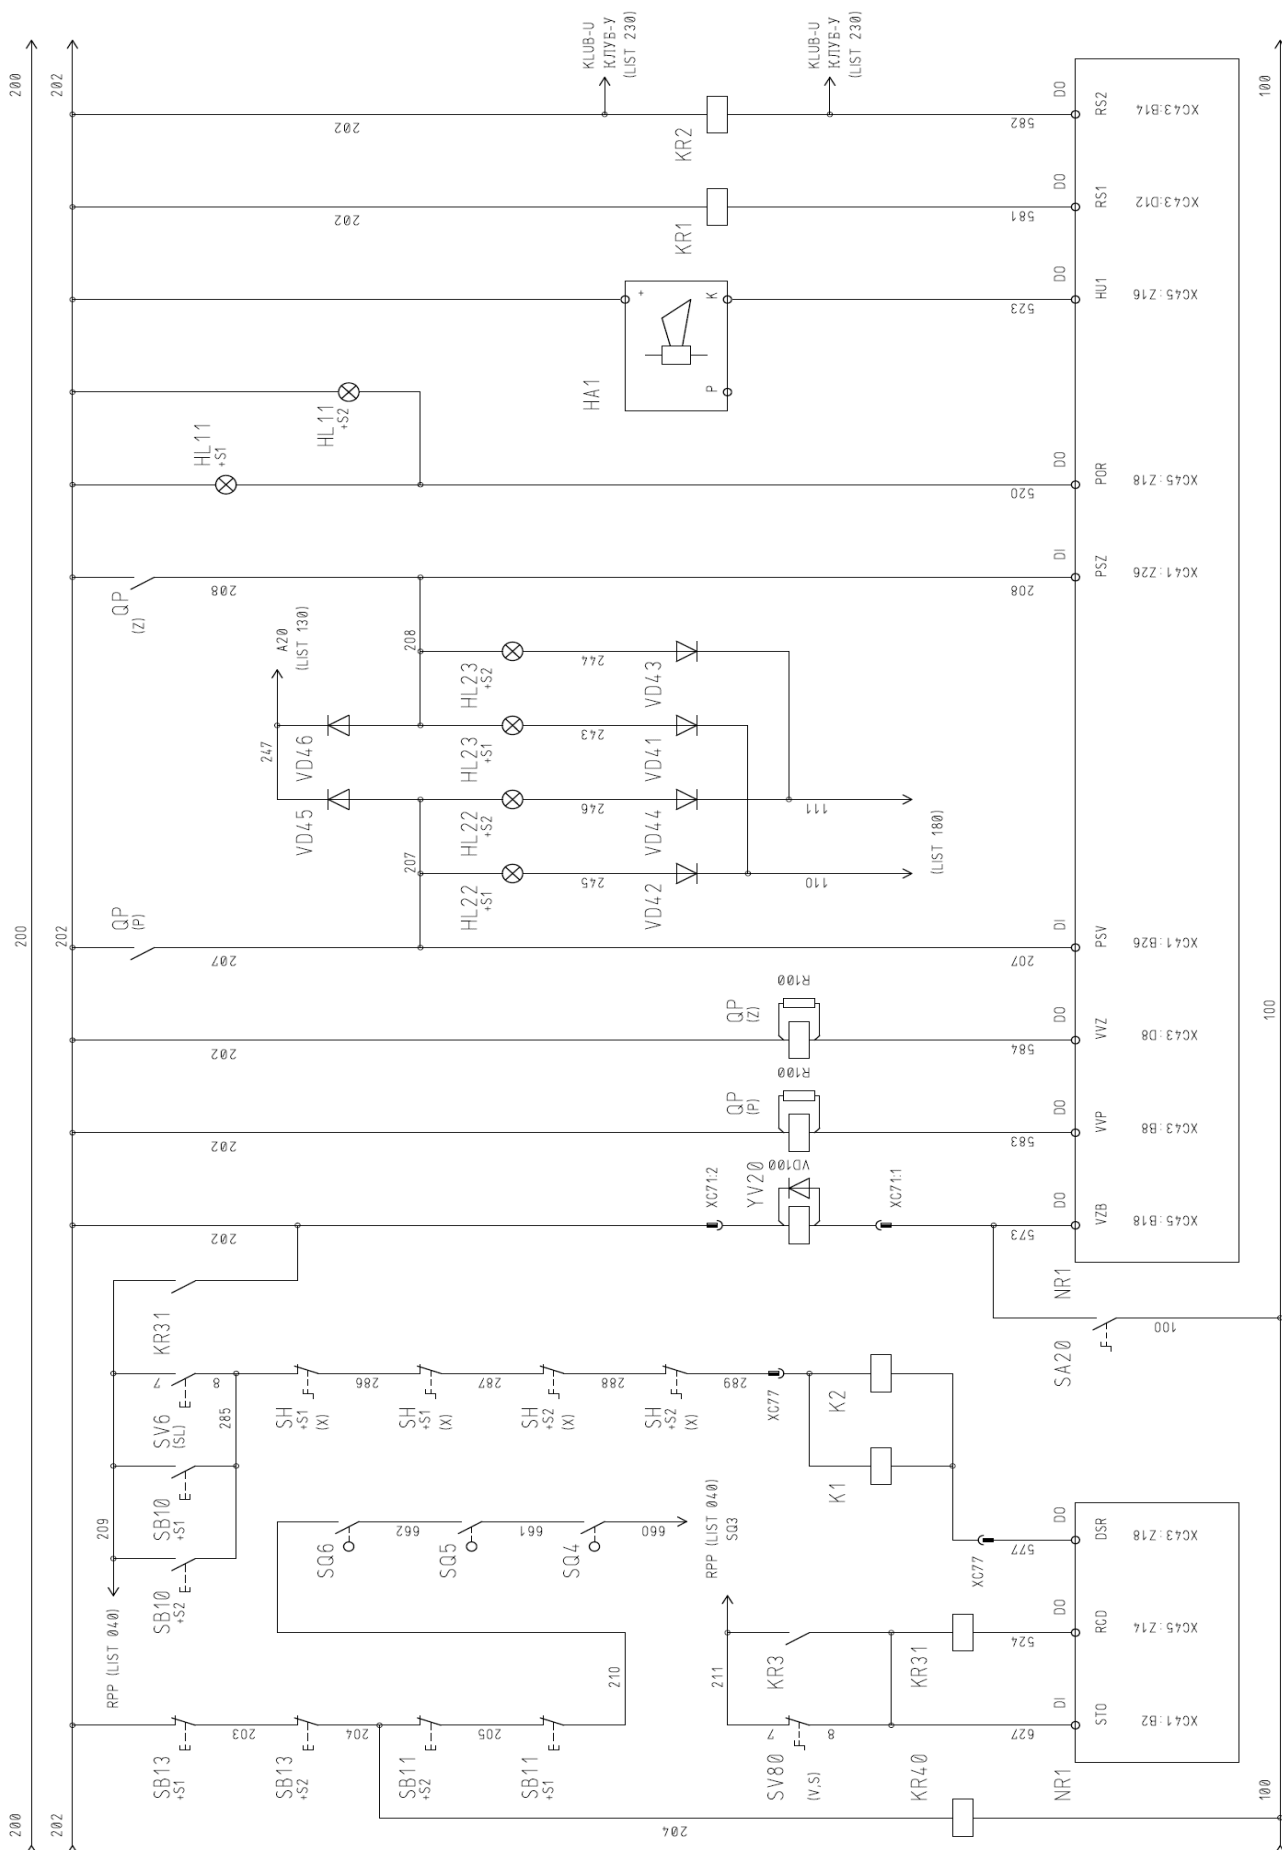 200
202
200
202
200
202
KLUB-U
КЛУБ-У
(LIST 230)
KLUB-U
КЛУБ-У
(LIST 230)
202
KR2
582
DO
RS2
XC43:B14
100
202
KR1
581
DO
RS1
XC43:D12
HA1
+
K
P
523
DO
HU1
XC45:Z16
HL11
+S2
HL11
+S1
520
DO
POR
XC45:Z18
QP
(Z)
208
208
DI
PSZ
XC41:Z26
A20
(LIST 130)
247
208
VD46
VD45
HL23
+S2
244
VD43
HL23
+S1
243
VD41
HL22
+S2
246
VD44
111
HL22
+S1
245
VD42
110
(LIST 180)
207
QP
(P)
207
207
DI
PSV
XC41:B26
202
QP
(Z)
R100
584
DO
VVZ
XC43:D8
100
202
QP
(P)
R100
583
DO
VVP
XC43:B8
202
XC71:2
YV20
VD100
XC71:1
573
DO
VZB
XC45:B18
NR1
KR31
SA20
100
SV6
(SL)
7
8
285
SH
+S1
(X)
286
SH
+S1
(X)
287
SH
+S2
(X)
288
SH
+S2
(X)
289
XC77
K2
K1
209
SB10
+S1
SB10
+S2
RPP (LIST 040)
SQ6
662
SQ5
661
SQ4
660
RPP (LIST 040)
SQ3
XC77
577
DO
DSR
XC43:Z18
210
211
KR3
KR31
524
DO
RCD
XC45:Z14
SB13
+S1
203
SB13
+S2
204
SB11
+S2
205
SB11
+S1
SV80
(V,S)
7
8
627
DI
STO
XC41:B2
NR1
KR40
204
100